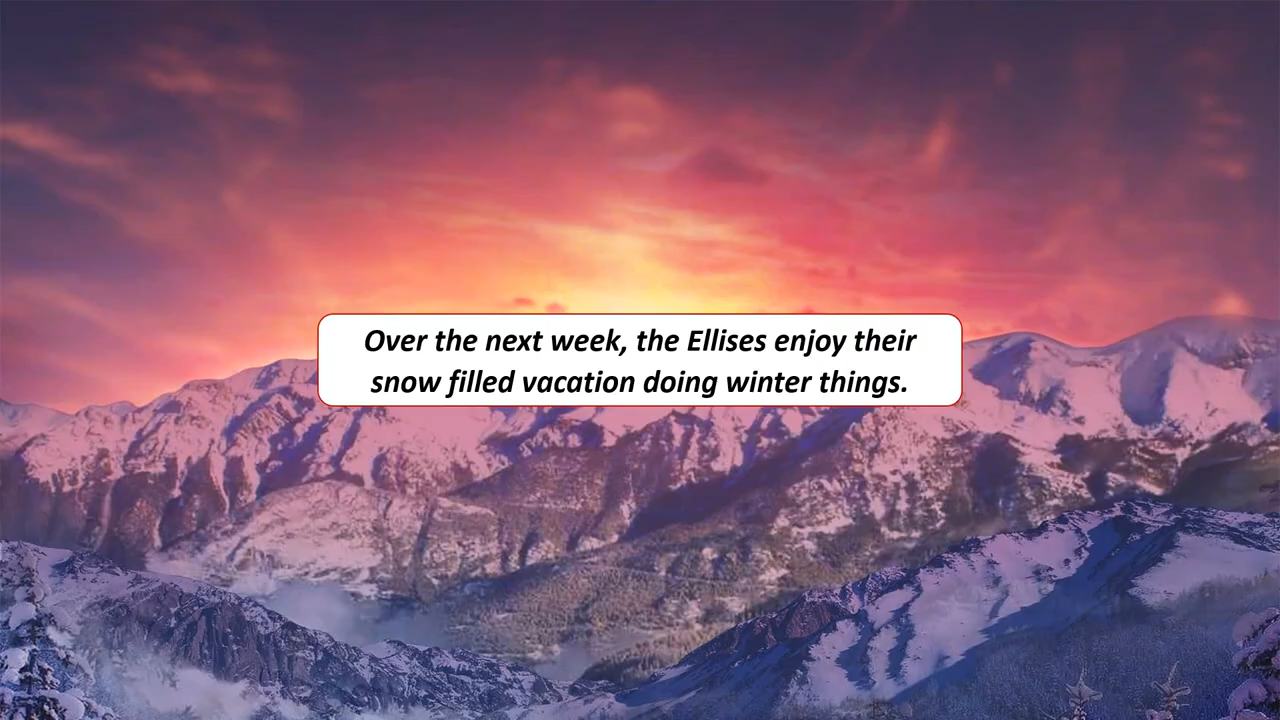 Over the next week, the Ellises enjoy their
snow filled vacation doing winter things.